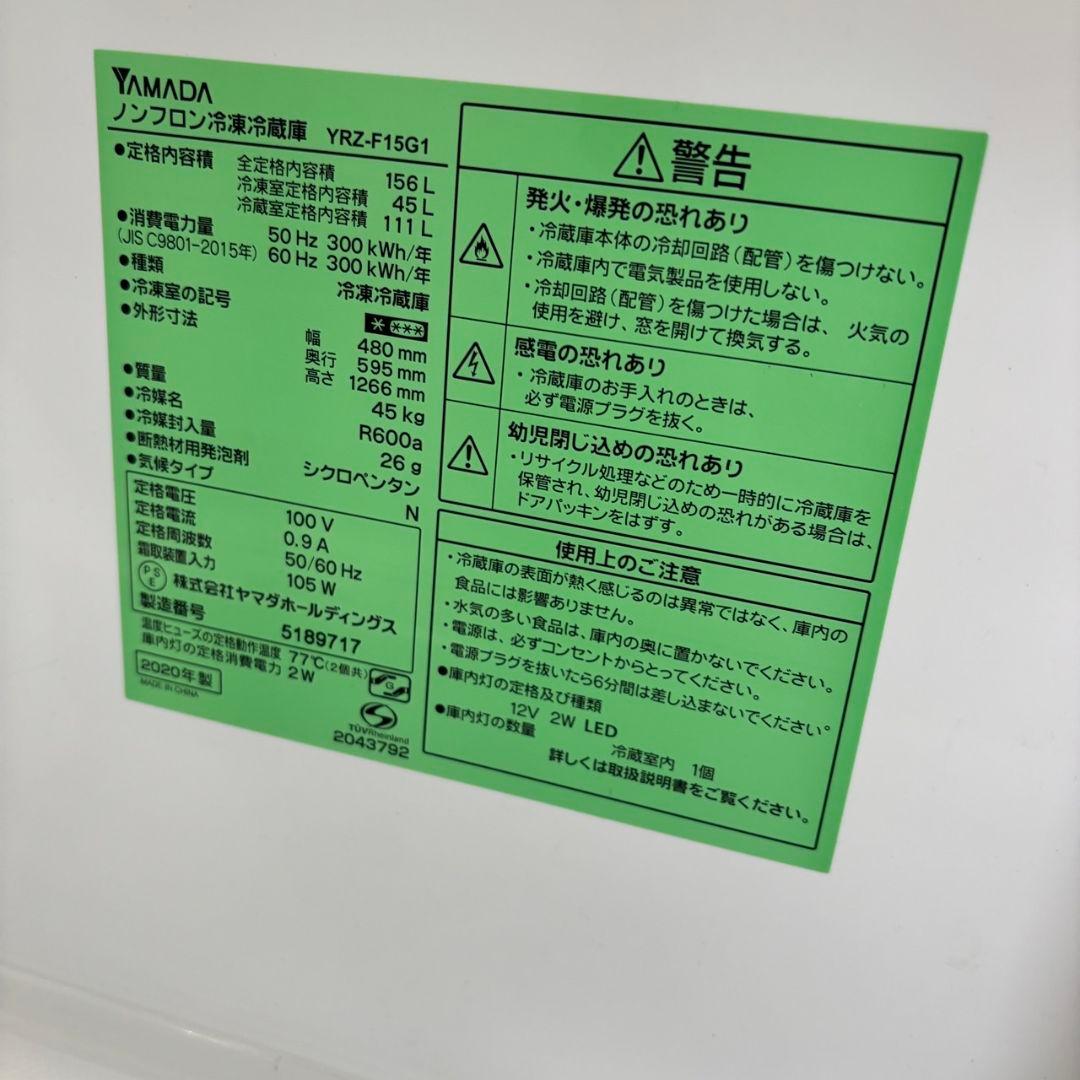 YAMADA
ノンフロン冷凍冷蔵庫 YRZ-F15G1
●定格内容積 全定格内容積 156 L
冷凍室定格内容積 45 L
冷蔵室定格内容積 111 L
●消費電力量 50 Hz 300 kWh/年
(JIS C9801-2015年) 60 Hz 300 kWh/年
●種類 冷凍冷蔵庫
●冷凍室の記号
●外形寸法 幅 480 mm
奥行 595 mm
高さ 1266 mm
●質量 45 kg
●冷媒名 R600a
●冷媒封入量 26 g
●断熱材用発泡剤 シクロペンタン
●気候タイプ N
定格電圧 100 V
定格電流 0.9 A
定格周波数 50/60 Hz
霜取装置入力 105 W
PSE 株式会社ヤマダホールディングス
製造番号 5189717
温度ヒューズの定格動作温度 77℃(2個共)
庫内灯の定格消費電力 2W
2020年製
MADE IN CHINA
G
TÜVRheinland
2043792
警告
発火・爆発の恐れあり
・冷蔵庫本体の冷却回路(配管)を傷つけない。
・冷蔵庫内で電気製品を使用しない。
・冷却回路(配管)を傷つけた場合は、火気の
使用を避け、窓を開けて換気する。
感電の恐れあり
・冷蔵庫のお手入れのときは、
必ず電源プラグを抜く。
幼児閉じ込めの恐れあり
・リサイクル処理などのため一時的に冷蔵庫を
保管され、幼児閉じ込めの恐れがある場合は、
ドアパッキンをはずす。
使用上のご注意
・冷蔵庫の表面が熱く感じるのは異常ではなく、庫内の
食品には影響ありません。
・水気の多い食品は、庫内の奥に置かないでください。
・電源は、必ずコンセントからとってください。
・電源プラグを抜いたら6分間は差し込まないでください。
●庫内灯の定格及び種類
12V 2W LED
●庫内灯の数量 冷蔵室内 1個
詳しくは取扱説明書をご覧ください。